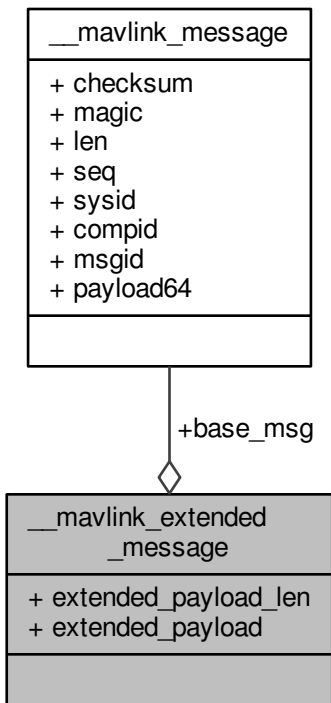 __mavlink_message
+ checksum
+ magic
+ len
+ seq
+ sysid
+ compid
+ msgid
+ payload64
+base_msg
__mavlink_extended
_message
+ extended_payload_len
+ extended_payload